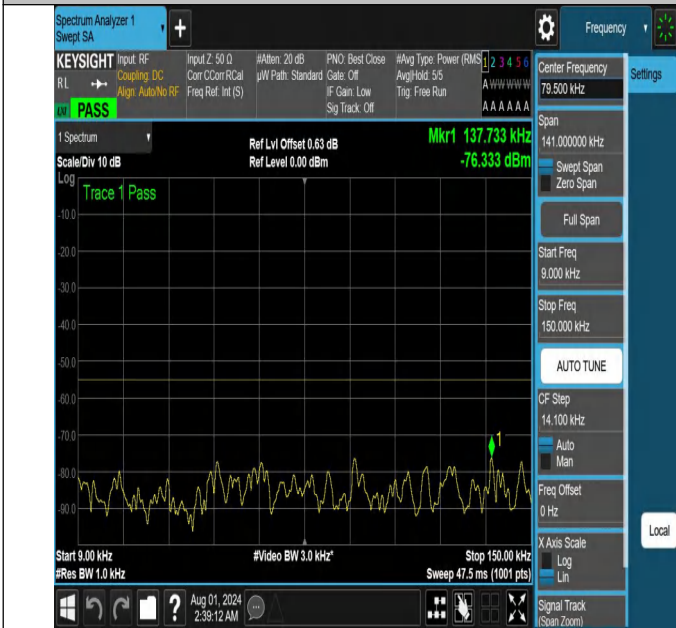 Spectrum Analyzer 1
Swept SA
+
Frequency
KEYSIGHT
RL
PASS
Input: RF
Coupling: DC
Align: Auto/No RF
Input Z: 50 Ω
Corr CCorr RCal
Freq Ref: Int (S)
#Atten: 20 dB
µW Path: Standard
PNO: Best Close
Gate: Off
IF Gain: Low
Sig Track: Off
#Avg Type: Power (RMS
Avg|Hold: 5/5
Trig: Free Run
1 2 3 4 5 6
A W W W W W
A A A A A A
Center Frequency
79.500 kHz
Settings
1 Spectrum
Scale/Div 10 dB
Ref Lvl Offset 0.63 dB
Ref Level 0.00 dBm
Mkr1 137.733 kHz
-76.333 dBm
Log
Trace 1 Pass
-10.0
-20.0
-30.0
-40.0
-50.0
-60.0
-70.0
-80.0
-90.0
1
Start 9.00 kHz
#Res BW 1.0 kHz
#Video BW 3.0 kHz*
Stop 150.00 kHz
Sweep 47.5 ms (1001 pts)
Span
141.000000 kHz
Swept Span
Zero Span
Full Span
Start Freq
9.000 kHz
Stop Freq
150.000 kHz
AUTO TUNE
CF Step
14.100 kHz
Auto
Man
Freq Offset
0 Hz
X Axis Scale
Log
Lin
Local
Signal Track
(Span Zoom)
?
Aug 01, 2024
2:39:12 AM